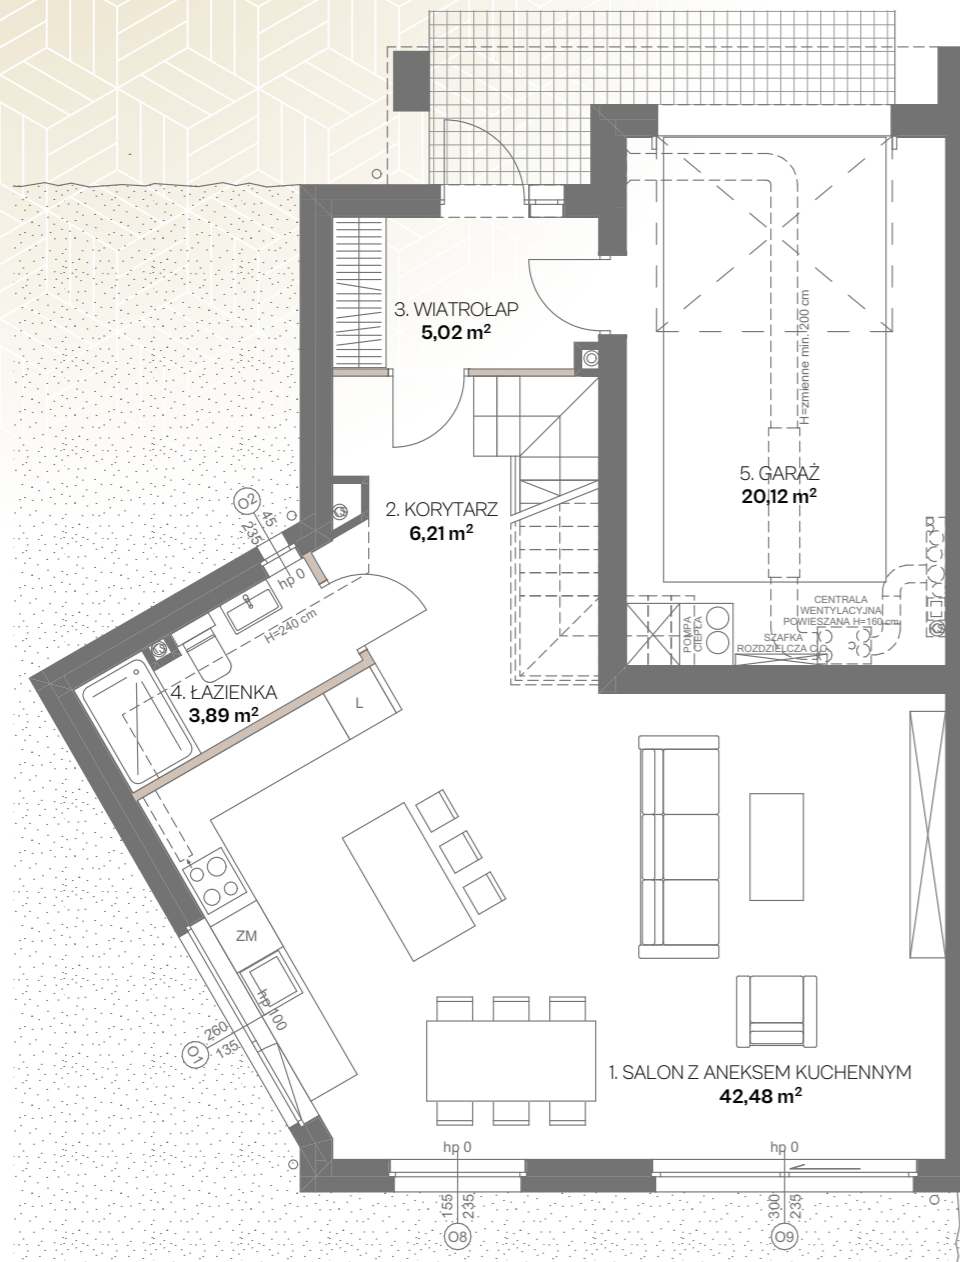 3. WIATROŁAP
5,02 m²
H=zmienne min. 200 cm
5. GARAŻ
20,12 m²
2. KORYTARZ
6,21 m²
O2
45
235
hp 0
H=240 cm
CENTRALA
WENTYLACYJNA
POWIESZANA H=160 cm
POMPA
CIEPŁA
SZAFKA
ROZDZIELCZA C.O.
4. ŁAZIENKA
3,89 m²
L
ZM
hp 100
O1
260
135
1. SALON Z ANEKSEM KUCHENNYM
42,48 m²
hp 0
155
235
O8
hp 0
300
235
O9